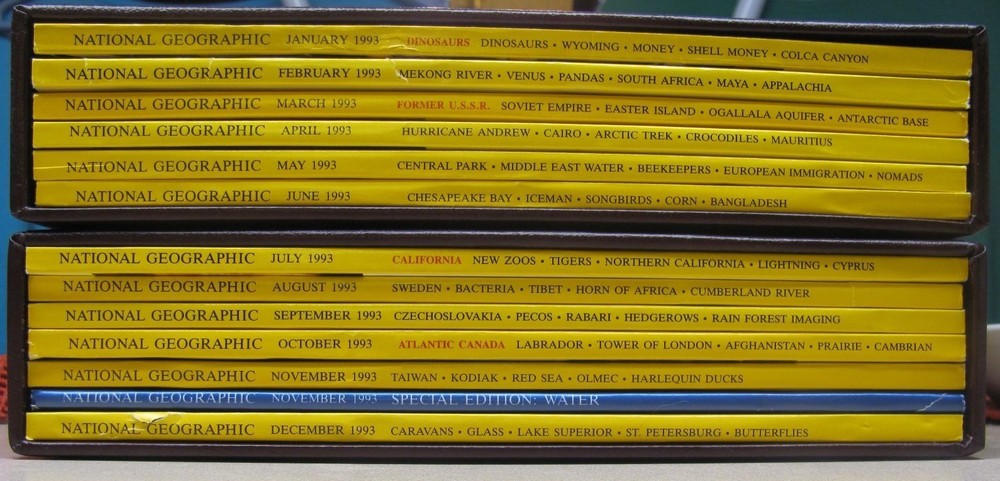 NATIONAL GEOGRAPHIC JANUARY 1993 DINOSAURS DINOSAURS • WYOMING • MONEY • SHELL MONEY • COLCA CANYON
NATIONAL GEOGRAPHIC FEBRUARY 1993 MEKONG RIVER • VENUS • PANDAS • SOUTH AFRICA • MAYA • APPALACHIA
NATIONAL GEOGRAPHIC MARCH 1993 FORMER U.S.S.R. SOVIET EMPIRE • EASTER ISLAND • OGALLALA AQUIFER • ANTARCTIC BASE
NATIONAL GEOGRAPHIC APRIL 1993 HURRICANE ANDREW • CAIRO • ARCTIC TREK • CROCODILES • MAURITIUS
NATIONAL GEOGRAPHIC MAY 1993 CENTRAL PARK • MIDDLE EAST WATER • BEEKEEPERS • EUROPEAN IMMIGRATION • NOMADS
NATIONAL GEOGRAPHIC JUNE 1993 CHESAPEAKE BAY • ICEMAN • SONGBIRDS • CORN • BANGLADESH
NATIONAL GEOGRAPHIC JULY 1993 CALIFORNIA NEW ZOOS • TIGERS • NORTHERN CALIFORNIA • LIGHTNING • CYPRUS
NATIONAL GEOGRAPHIC AUGUST 1993 SWEDEN • BACTERIA • TIBET • HORN OF AFRICA • CUMBERLAND RIVER
NATIONAL GEOGRAPHIC SEPTEMBER 1993 CZECHOSLOVAKIA • PECOS • RABARI • HEDGEROWS • RAIN FOREST IMAGING
NATIONAL GEOGRAPHIC OCTOBER 1993 ATLANTIC CANADA LABRADOR • TOWER OF LONDON • AFGHANISTAN • PRAIRIE • CAMBRIAN
NATIONAL GEOGRAPHIC NOVEMBER 1993 TAIWAN • KODIAK • RED SEA • OLMEC • HARLEQUIN DUCKS
NATIONAL GEOGRAPHIC NOVEMBER 1993 SPECIAL EDITION: WATER
NATIONAL GEOGRAPHIC DECEMBER 1993 CARAVANS • GLASS • LAKE SUPERIOR • ST. PETERSBURG • BUTTERFLIES